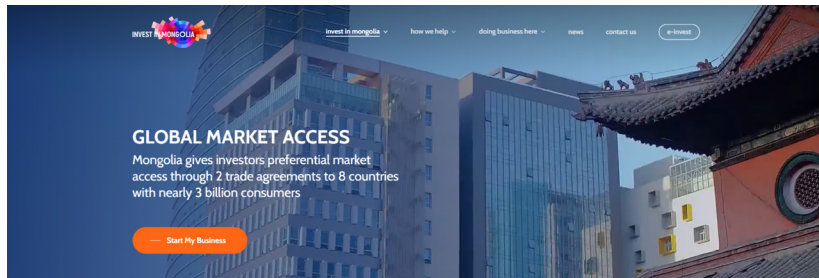 INVEST IN MONGOLIA
invest in mongolia
how we help
doing business here
news
contact us
e-invest
GLOBAL MARKET ACCESS
Mongolia gives investors preferential market
access through 2 trade agreements to 8 countries
with nearly 3 billion consumers
Start My Business